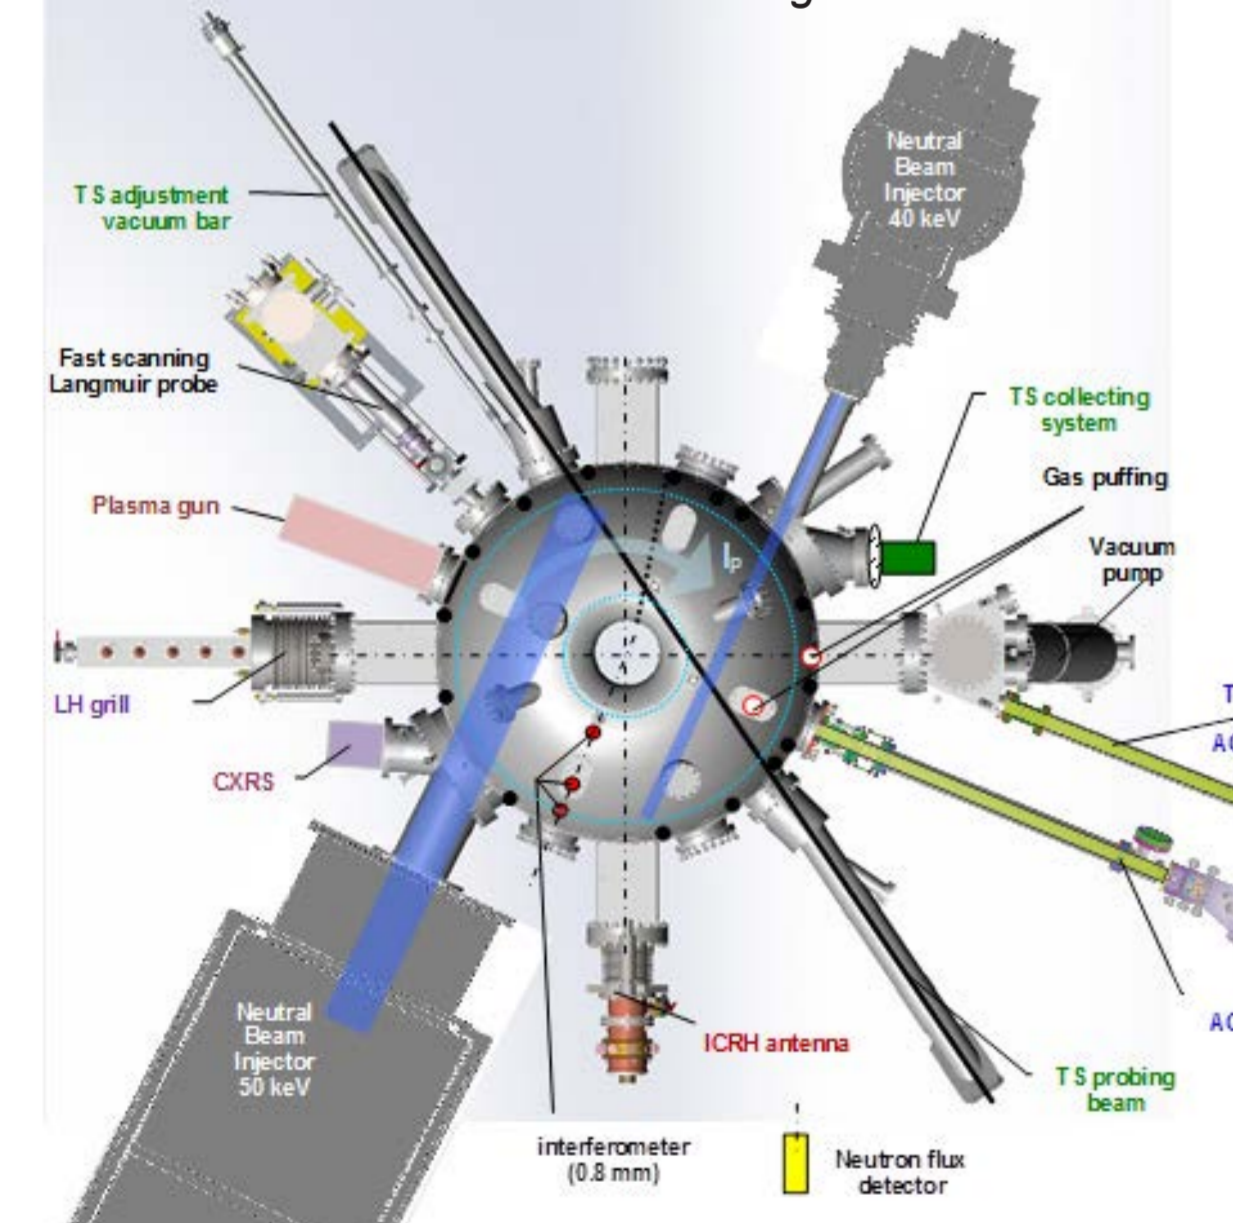 Neutral
Beam
Injector
40 keV
TS adjustment
vacuum bar
Fast scanning
Langmuir probe
TS collecting
system
Gas puffing
Plasma gun
Vacuum
pump
Ip
LH grill
CXRS
Neutral
Beam
Injector
50 keV
ICRH antenna
TS probing
beam
interferometer
(0.8 mm)
Neutron flux
detector